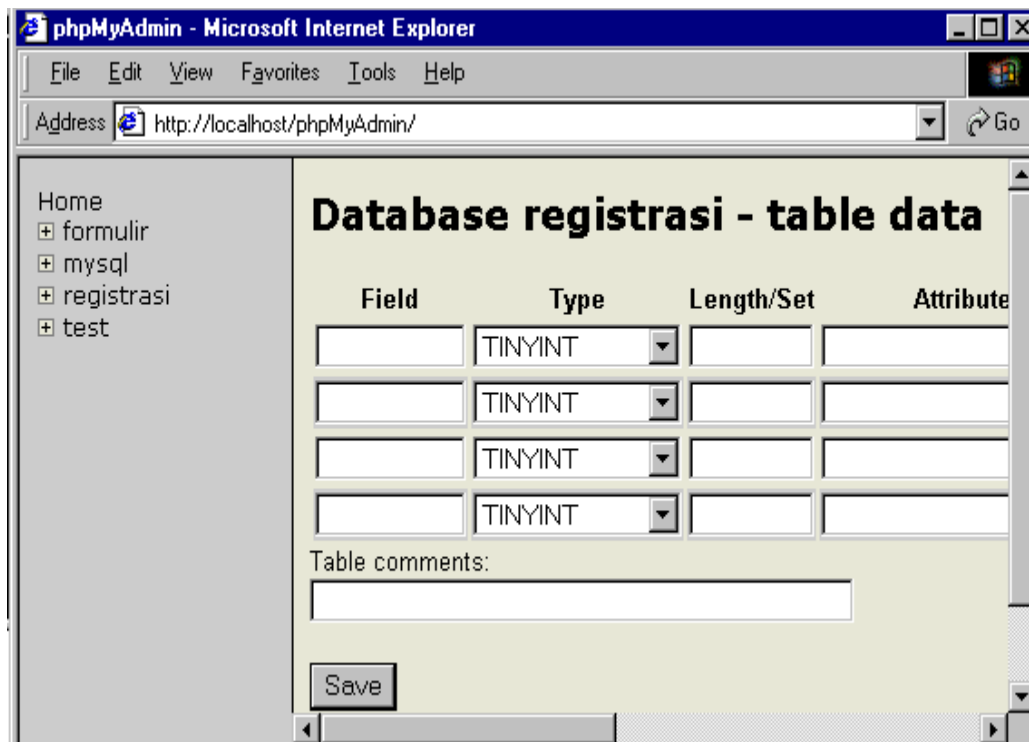 phpMyAdmin - Microsoft Internet Explorer
File Edit View Favorites Tools Help
Address http://localhost/phpMyAdmin/ Go
Home
formulir
mysql
registrasi
test
Database registrasi - table data
Field Type Length/Set Attribute
TINYINT
TINYINT
TINYINT
TINYINT
Table comments:
Save